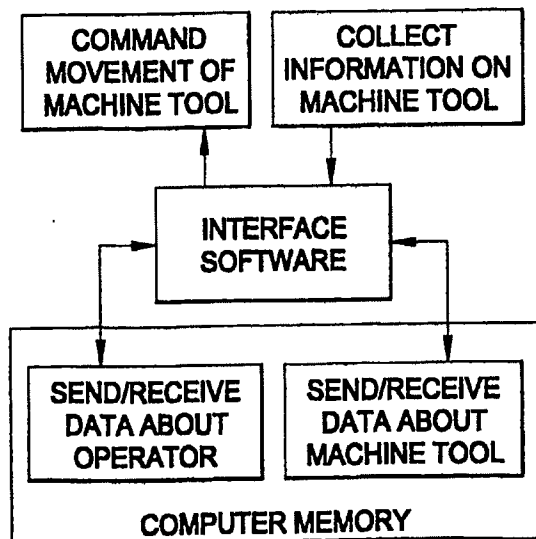 COMMAND
MOVEMENT OF
MACHINE TOOL
COLLECT
INFORMATION ON
MACHINE TOOL
INTERFACE
SOFTWARE
SEND/RECEIVE
DATA ABOUT
OPERATOR
SEND/RECEIVE
DATA ABOUT
MACHINE TOOL
COMPUTER MEMORY